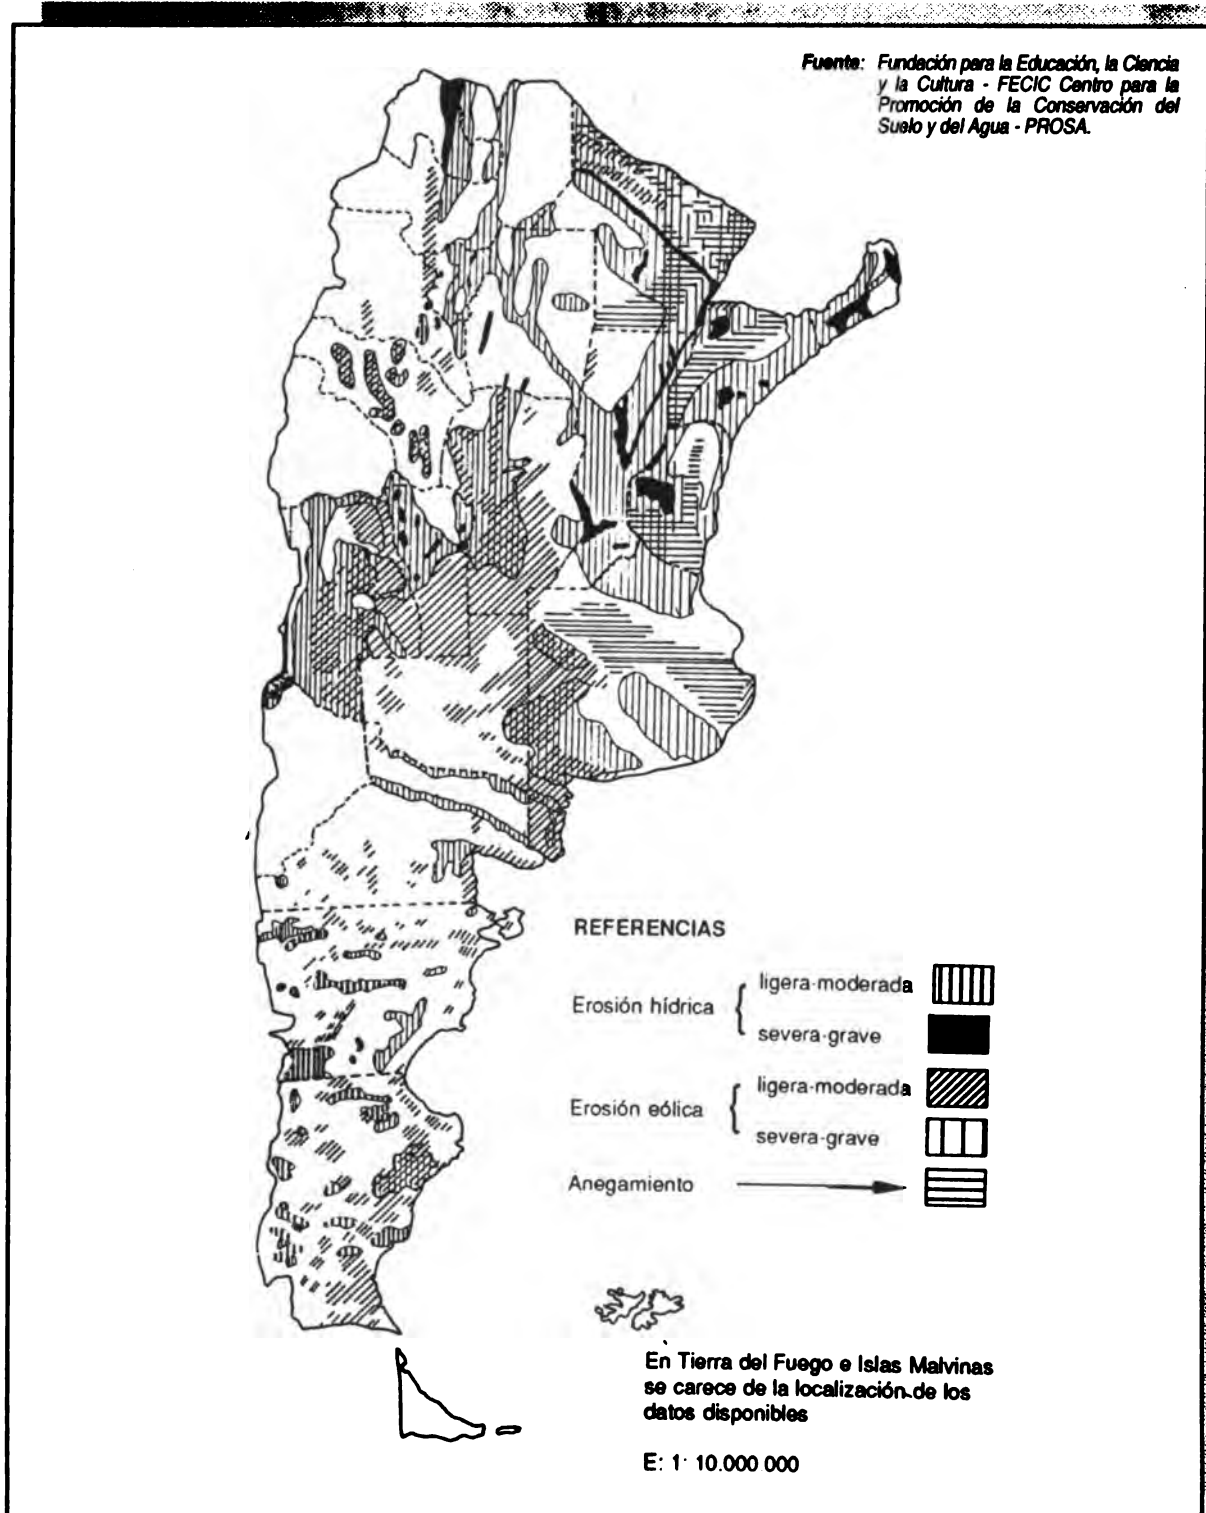 Fuente: Fundación para la Educación, la Ciencia
y la Cultura - FECIC Centro para la
Promoción de la Conservación del
Suelo y del Agua - PROSA.
REFERENCIAS
Erosión hídrica
ligera-moderada
severa-grave
Erosión eólica
ligera-moderada
severa-grave
Anegamiento
En Tierra del Fuego e Islas Malvinas
se carece de la localización de los
datos disponibles
E: 1: 10.000 000